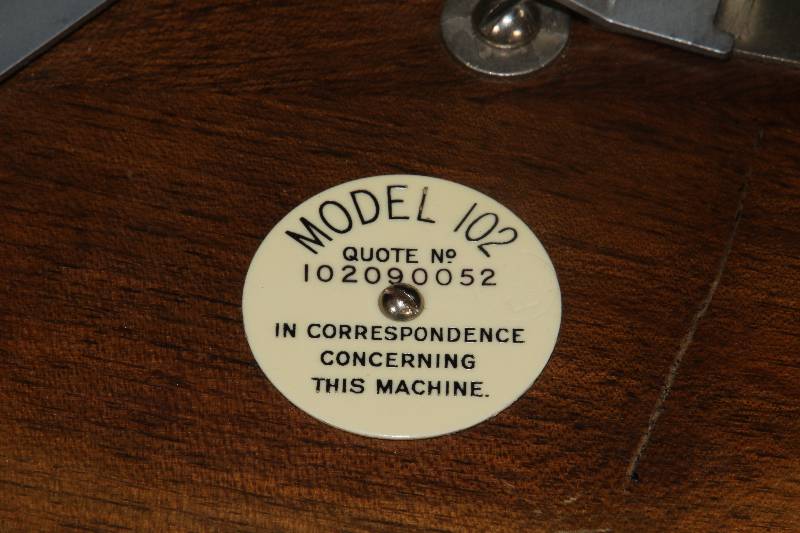 MODEL 102
QUOTE Nº
102090052
IN CORRESPONDENCE
CONCERNING
THIS MACHINE.